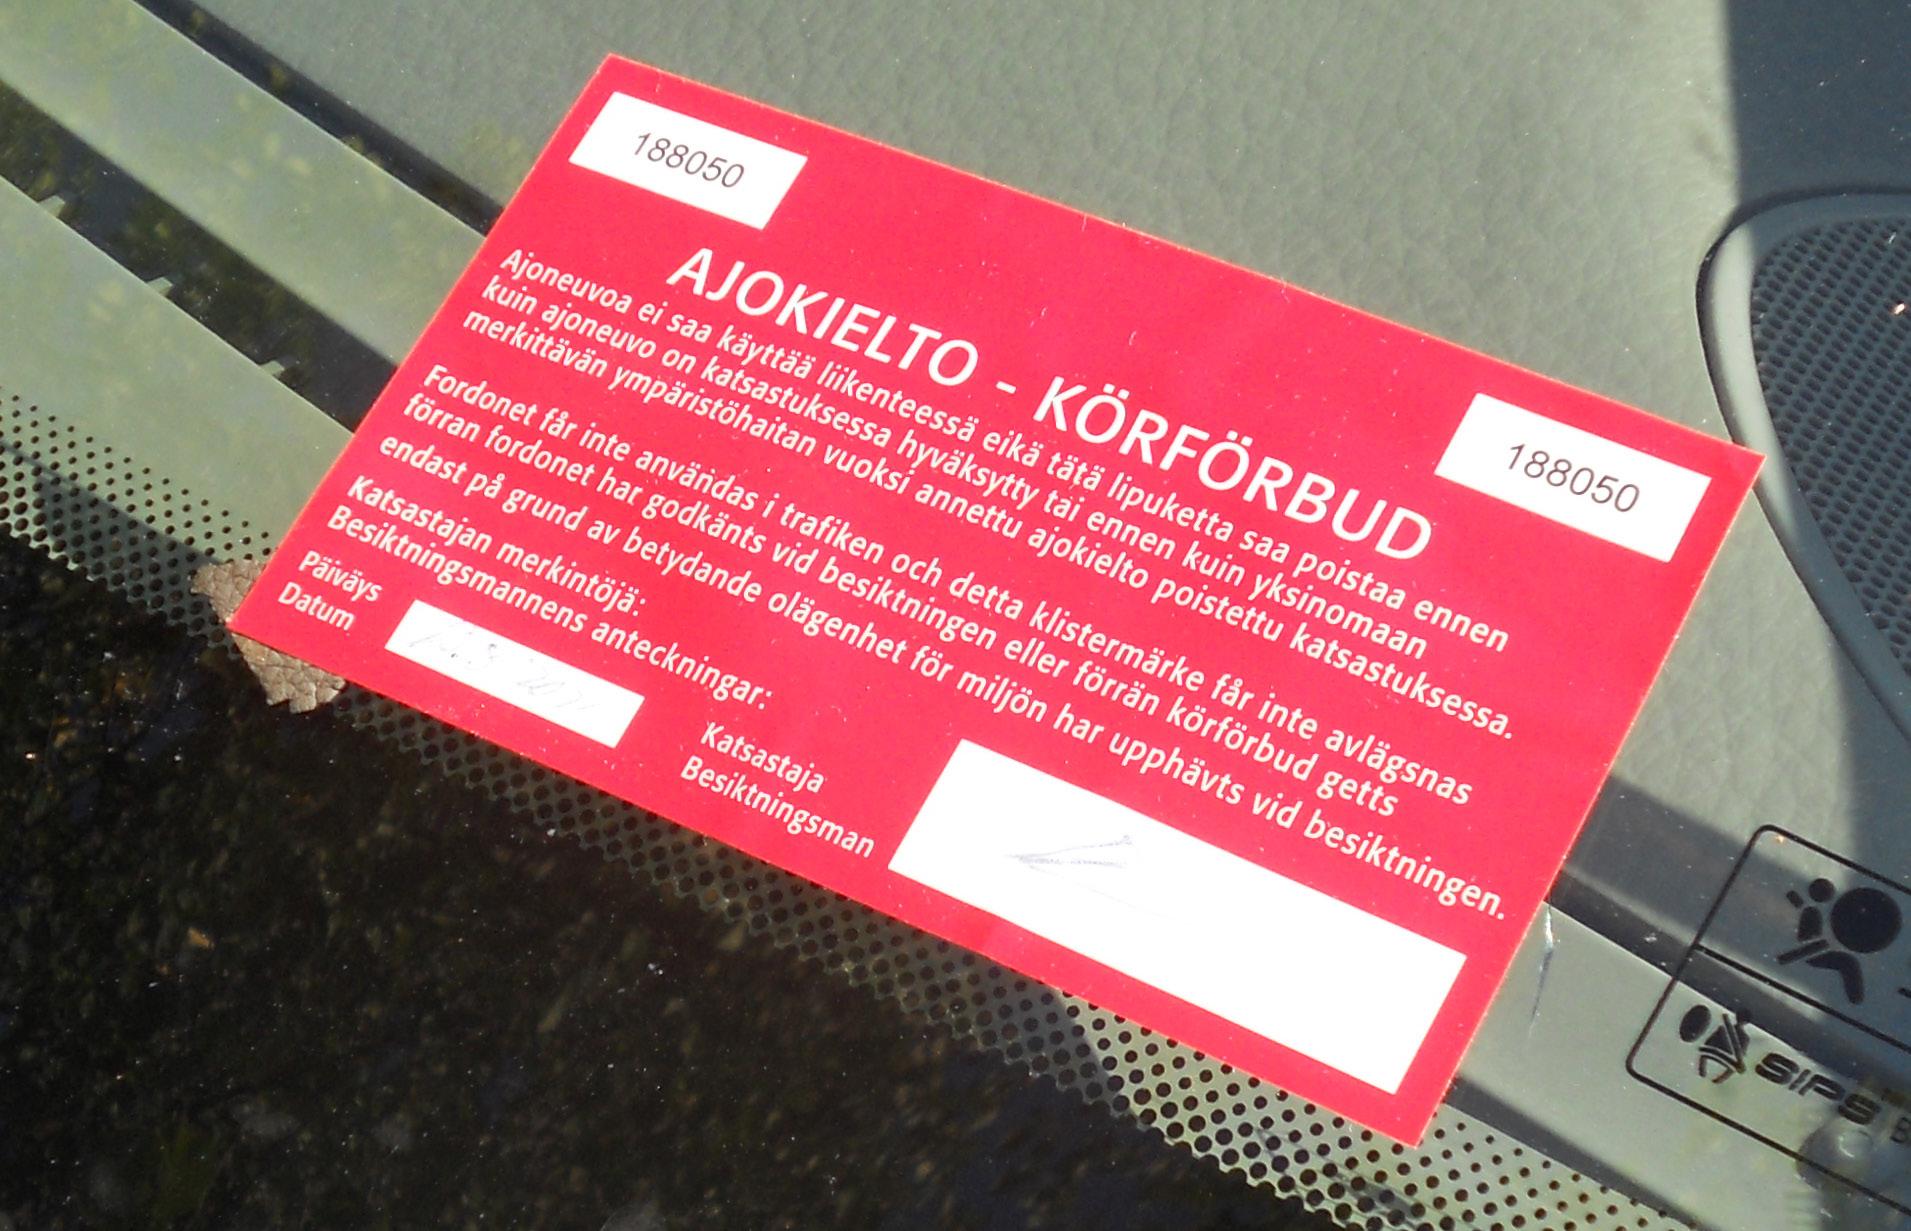 188050
AJOKIELTO - KÖRFÖRBUD
188050
Ajoneuvoa ei saa käyttää liikenteessä eikä tätä lipuketta saa poistaa ennen
kuin ajoneuvo on katsastuksessa hyväksytty tai ennen kuin yksinomaan
merkittävän ympäristöhaitan vuoksi annettu ajokielto poistettu katsastuksessa.
Fordonet får inte användas i trafiken och detta klistermärke får inte avlägsnas
förran fordonet har godkänts vid besiktningen eller förrän körförbud getts
endast på grund av betydande olägenhet för miljön har upphävts vid besiktningen.
Katsastajan merkintöjä:
Besiktningsmannens anteckningar:
Päiväys
Datum
Katsastaja
Besiktningsman
SIPS